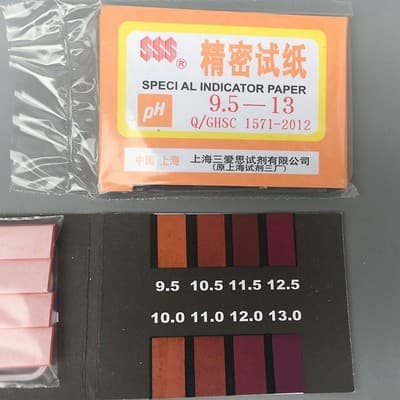 SSS ® 精密试纸
SPECIAL INDICATOR PAPER
pH 9.5—13
Q/GHSC 1571-2012
中国 上海 上海三爱思试剂有限公司
(原上海试剂三厂)
9.5 10.5 11.5 12.5
10.0 11.0 12.0 13.0